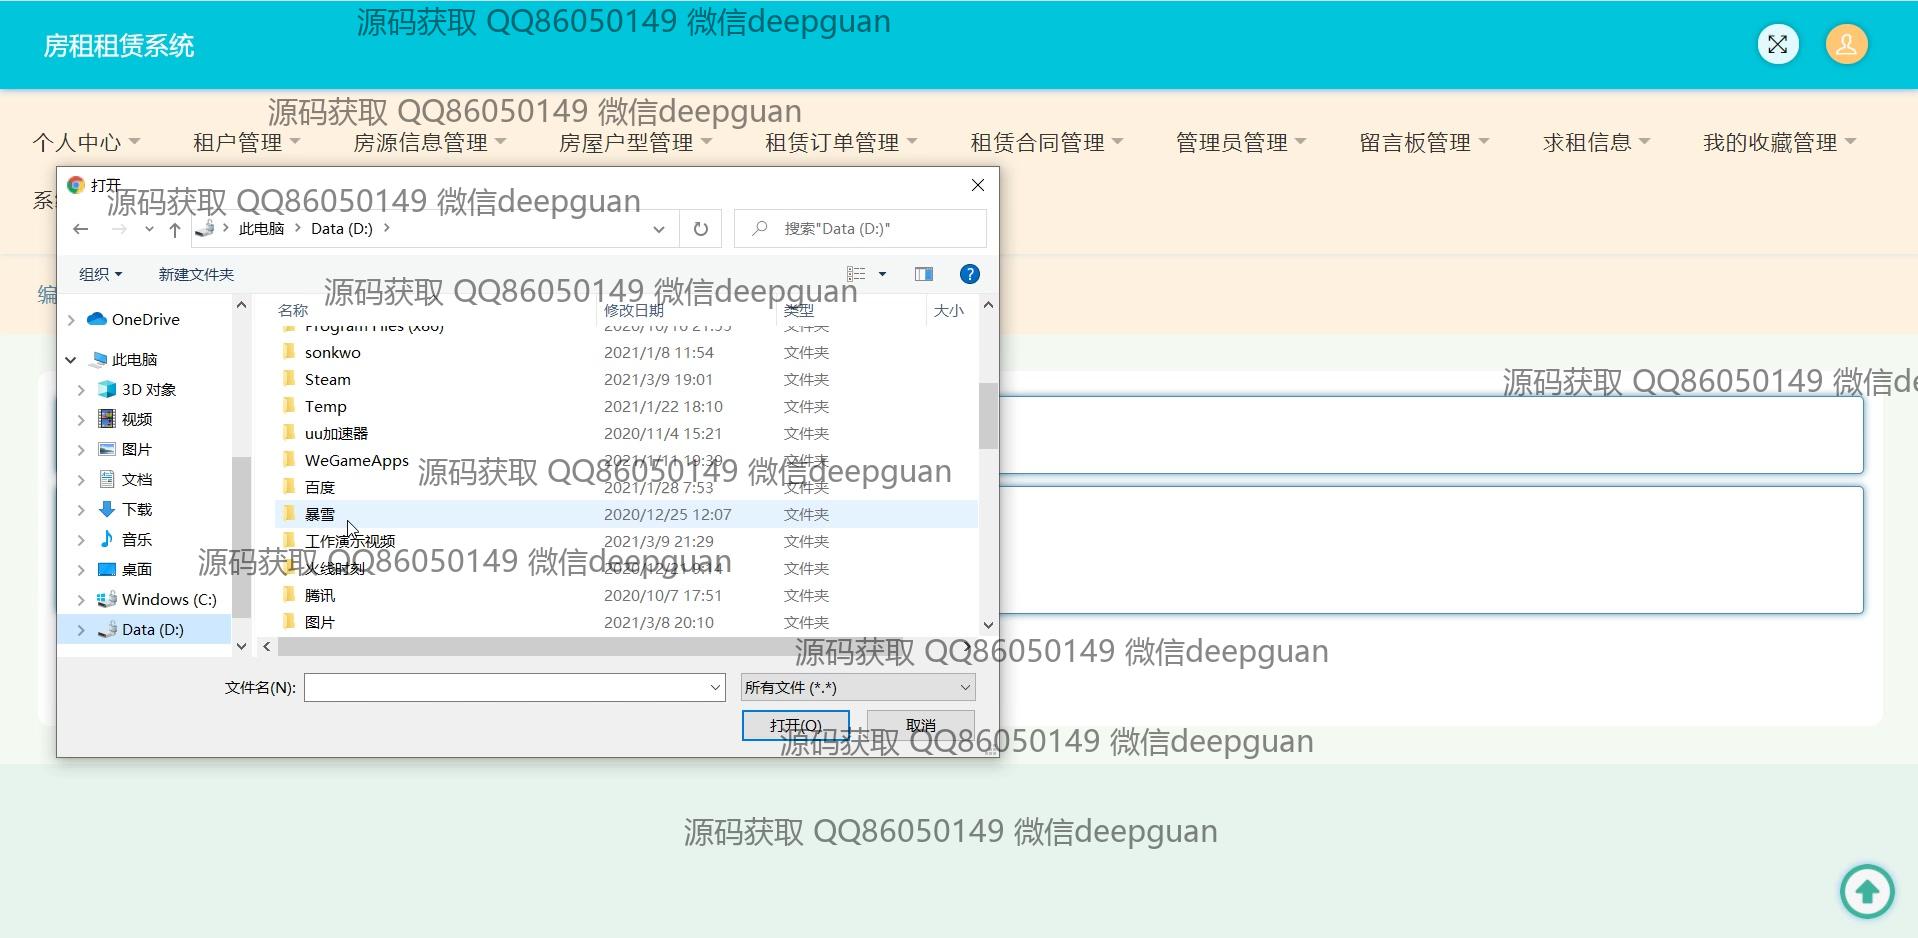 源码获取 QQ86050149 微信deepguan
房租租赁系统
源码获取 QQ86050149 微信deepguan
个人中心 租户管理 房源信息管理 房屋户型管理 租赁订单管理 租赁合同管理 管理员管理 留言板管理 求租信息 我的收藏管理
系
打开
源码获取 QQ86050149 微信deepguan
此电脑 Data (D:) 搜索"Data (D:)"
组织 新建文件夹
源码获取 QQ86050149 微信deepguan
编
名称 修改日期 类型 大小
OneDrive
此电脑
3D 对象
视频
图片
文档
下载
音乐
桌面
Windows (C:)
Data (D:)
Program Files (x86) 2020/10/16 21:55 文件夹
sonkwo 2021/1/8 11:54 文件夹
Steam 2021/3/9 19:01 文件夹
源码获取 QQ86050149 微信de
Temp 2021/1/22 18:10 文件夹
uu加速器 2020/11/4 15:21 文件夹
WeGameApps 2021/1/11 19:39 文件夹
源码获取 QQ86050149 微信deepguan
百度 2021/1/28 7:53 文件夹
暴雪 2020/12/25 12:07 文件夹
工作演示视频 2021/3/9 21:29 文件夹
源码获取 QQ86050149 微信deepguan
火线时刻 2020/12/21 9:14 文件夹
腾讯 2020/10/7 17:51 文件夹
图片 2021/3/8 20:10 文件夹
源码获取 QQ86050149 微信deepguan
文件名(N): 所有文件 (*.*)
打开(O) 取消
源码获取 QQ86050149 微信deepguan
源码获取 QQ86050149 微信deepguan